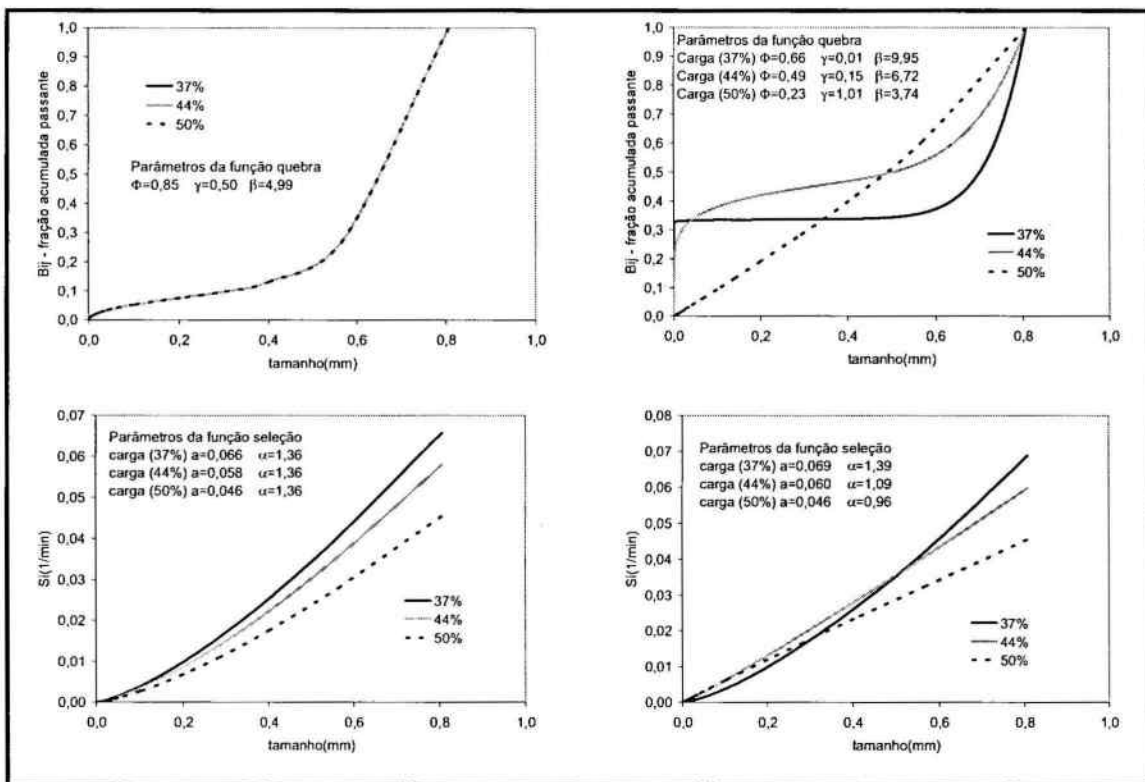 1,0
0,9
0,8
0,7
0,6
0,5
0,4
0,3
0,2
0,1
0,0
Bij - fração acumulada passante
37%
44%
50%
Parâmetros da função quebra
Φ=0,85 γ=0,50 β=4,99
0,0 0,2 0,4 0,6 0,8 1,0
tamanho(mm)
1,0
0,9
0,8
0,7
0,6
0,5
0,4
0,3
0,2
0,1
0,0
Bij - fração acumulada passante
Parâmetros da função quebra
Carga (37%) Φ=0,66 γ=0,01 β=9,95
Carga (44%) Φ=0,49 γ=0,15 β=6,72
Carga (50%) Φ=0,23 γ=1,01 β=3,74
37%
44%
50%
0,0 0,2 0,4 0,6 0,8 1,0
tamanho(mm)
0,07
0,06
0,05
0,04
0,03
0,02
0,01
0,00
Si(1/min)
Parâmetros da função seleção
carga (37%) a=0,066 α=1,36
carga (44%) a=0,058 α=1,36
carga (50%) a=0,046 α=1,36
37%
44%
50%
0,0 0,2 0,4 0,6 0,8 1,0
tamanho(mm)
0,08
0,07
0,06
0,05
0,04
0,03
0,02
0,01
0,00
Si(1/min)
Parâmetros da função seleção
carga (37%) a=0,069 α=1,39
carga (44%) a=0,060 α=1,09
carga (50%) a=0,046 α=0,96
37%
44%
50%
0,0 0,2 0,4 0,6 0,8 1,0
tamanho(mm)